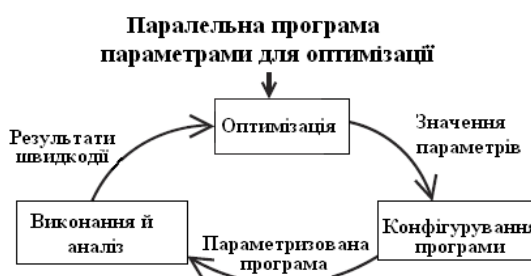 Паралельна програма
параметрами для оптимізації
Оптимізація
Значення
параметрів
Результати
швидкодії
Виконання й
аналіз
Параметризована
програма
Конфігурування
програми